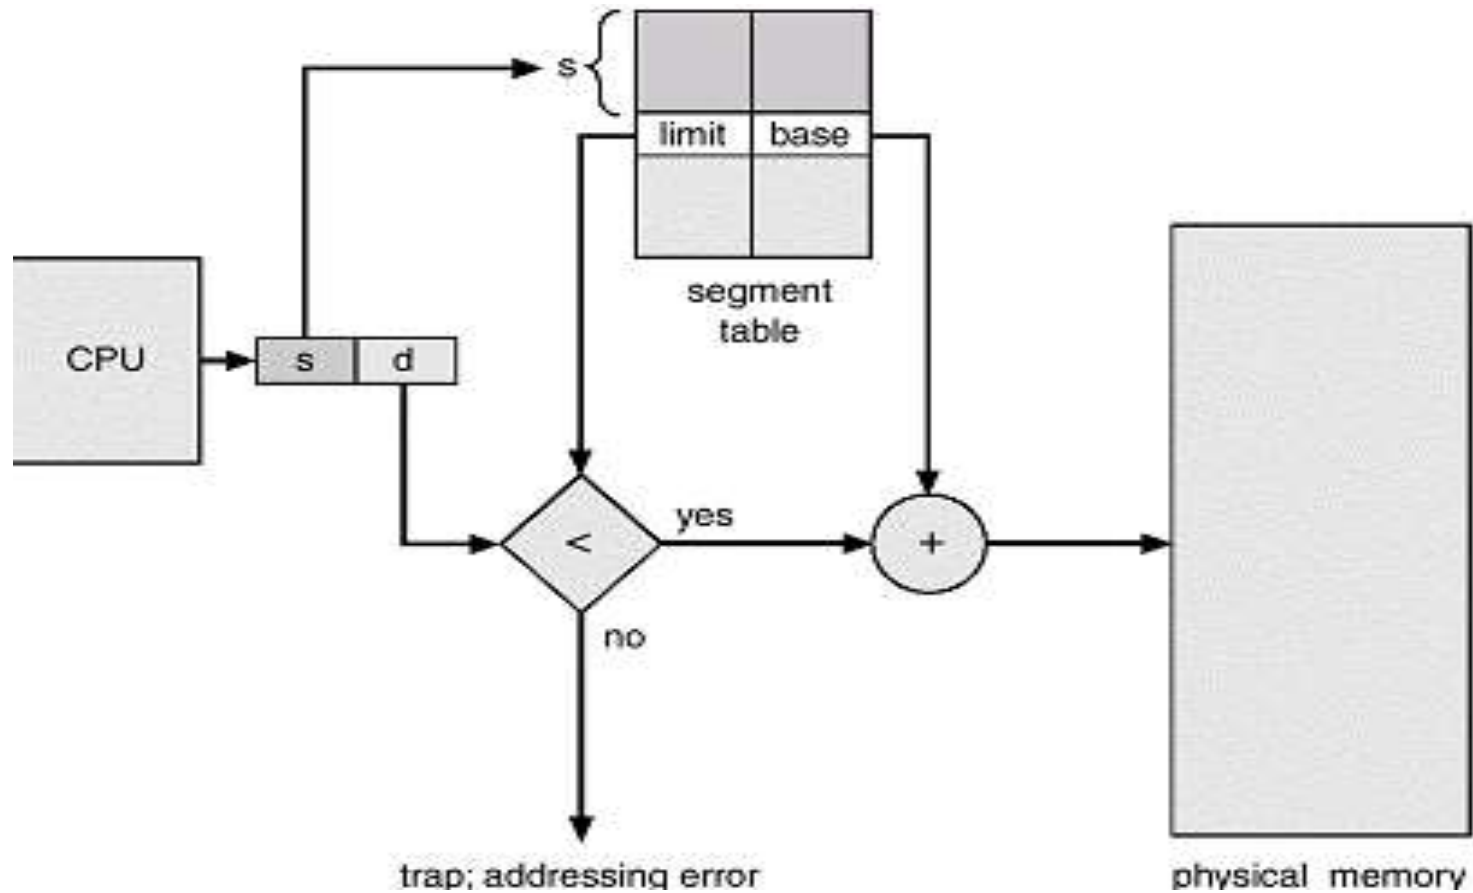 s
limit base
segment
table
CPU
s d
yes
<
+
no
trap; addressing error
physical memory